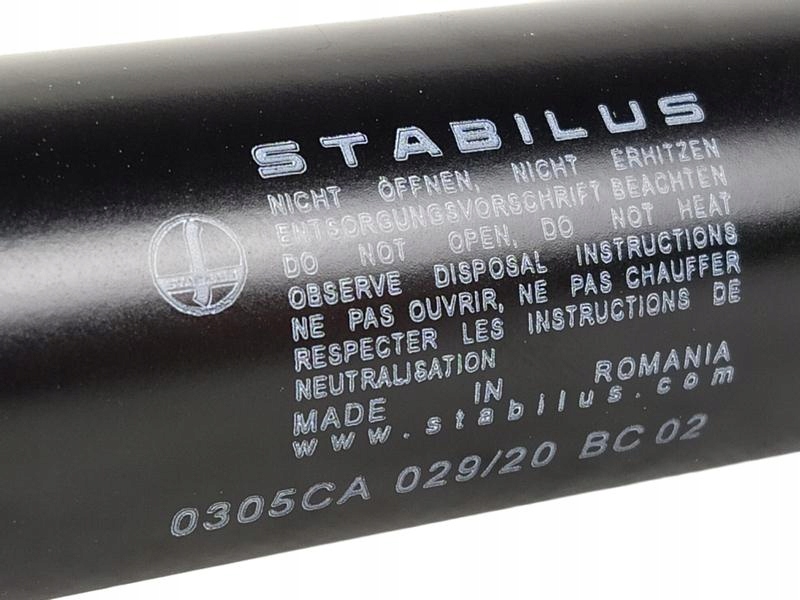 STABILUS
NICHT ÖFFNEN, NICHT ERHITZEN
ENTSORGUNGSVORSCHRIFT BEACHTEN
DO NOT OPEN, DO NOT HEAT
OBSERVE DISPOSAL INSTRUCTIONS
NE PAS OUVRIR, NE PAS CHAUFFER
RESPECTER LES INSTRUCTIONS DE
NEUTRALISATION
MADE IN ROMANIA
www.stabilus.com
0305CA 029/20 BC 02
STABILUS